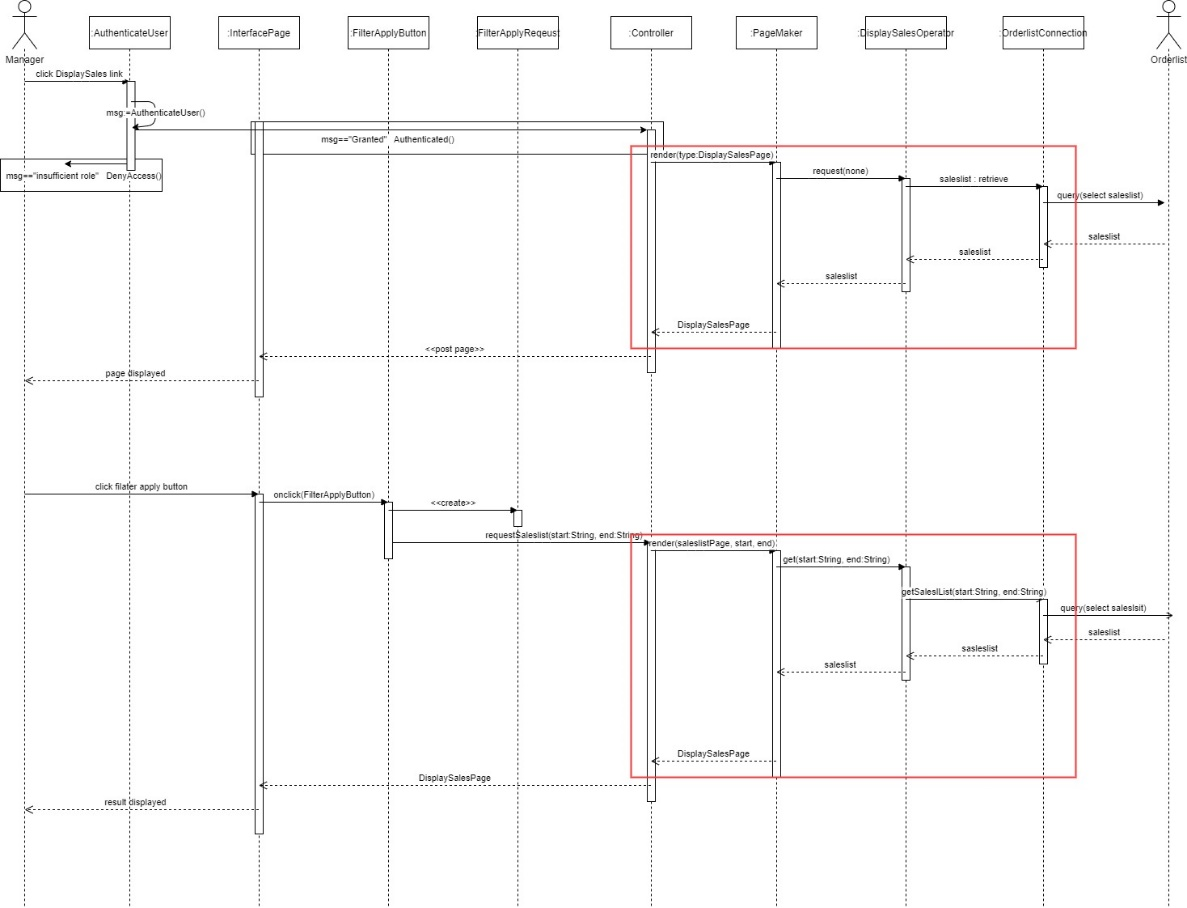 :AuthenticateUser
:InterfacePage
:FilterApplyButton
:FilterApplyReqeust
:Controller
:PageMaker
:DisplaySalesOperator
:OrderlistConnection
Manager
Orderlist
click DisplaySales link
msg:=AuthenticateUser()
msg=="Granted" Authenticated()
render(type:DisplaySalesPage)
request(none)
saleslist : retrieve
msg=="insufficient role" DenyAccess()
query(select saleslist)
saleslist
saleslist
saleslist
DisplaySalesPage
<<post page>>
page displayed
click filater apply button
onclick(FilterApplyButton)
<<create>>
requestSaleslist(start:String, end:String)
render(saleslistPage, start, end)
get(start:String, end:String)
getSaleslList(start:String, end:String)
query(select saleslsit)
saleslist
sasleslist
saleslist
DisplaySalesPage
DisplaySalesPage
result displayed